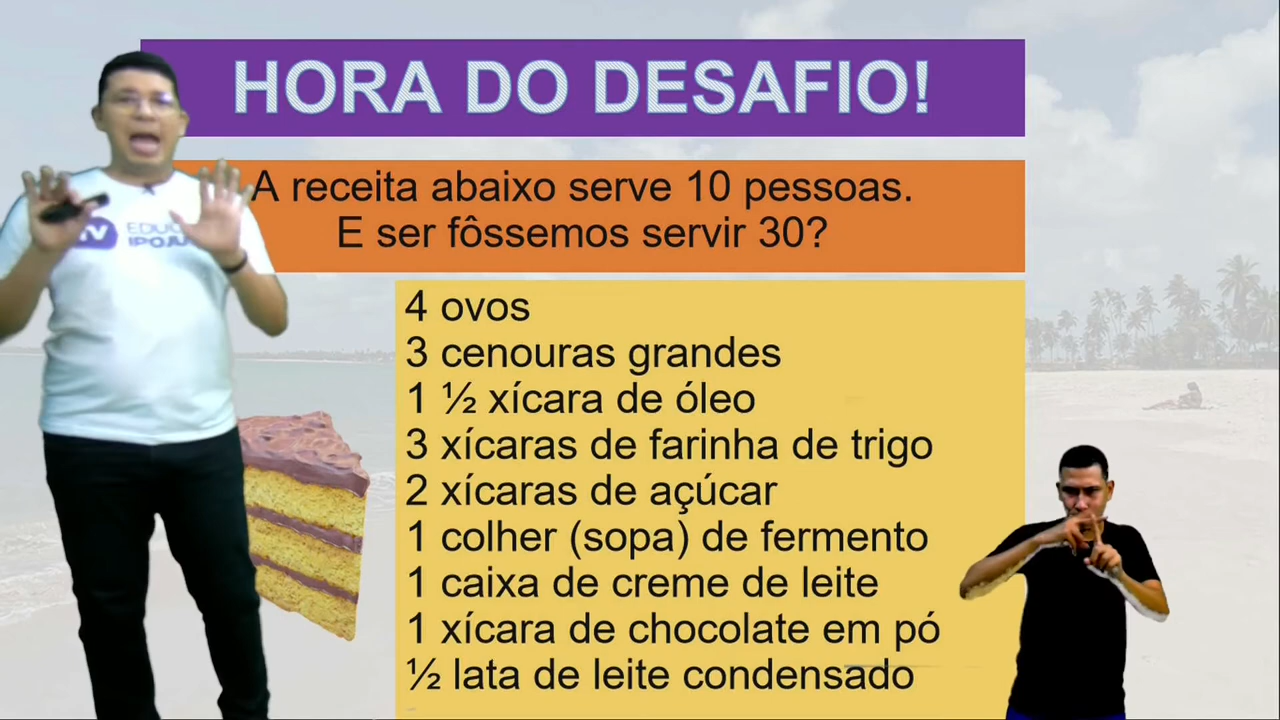 HORA DO DESAFIO!
A receita abaixo serve 10 pessoas.
E ser fôssemos servir 30?
4 ovos
3 cenouras grandes
1 ½ xícara de óleo
3 xícaras de farinha de trigo
2 xícaras de açúcar
1 colher (sopa) de fermento
1 caixa de creme de leite
1 xícara de chocolate em pó
½ lata de leite condensado